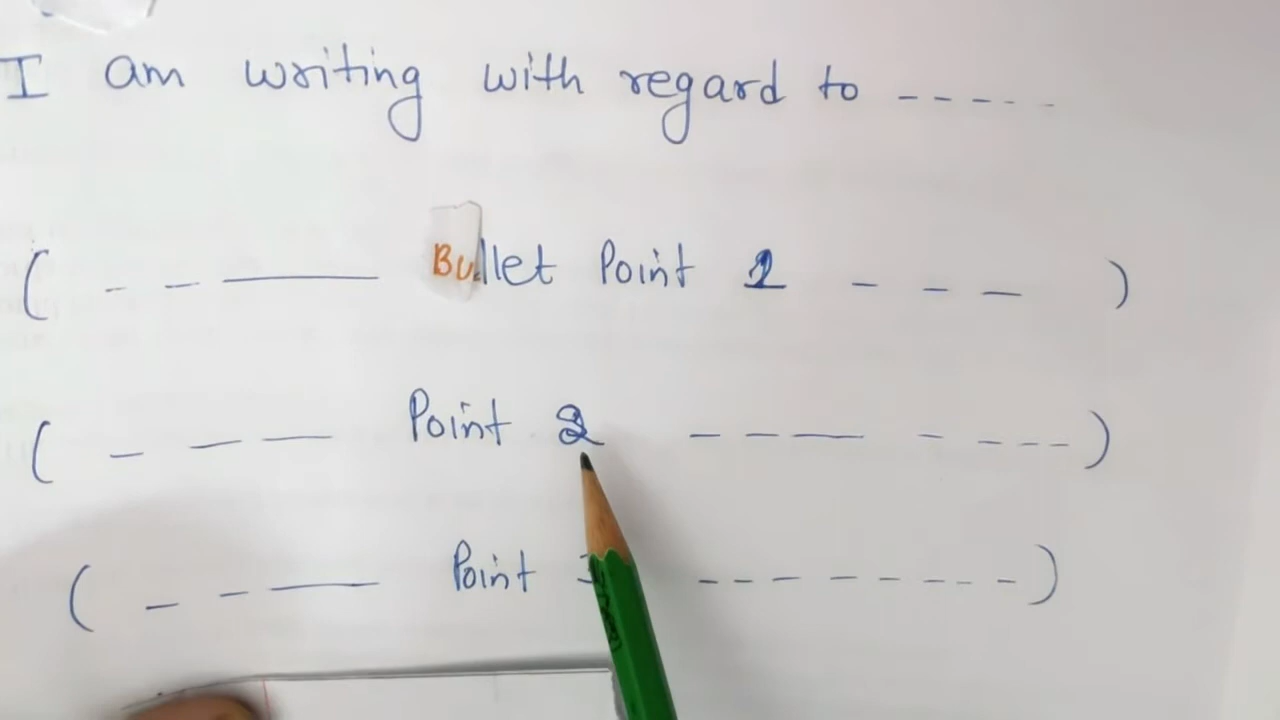 I am writing with regard to -----
( - - — Bullet Point 1 - - - )
( - — — Point 2 - - — - - - - - )
( - - — Point - - - - - - - - )